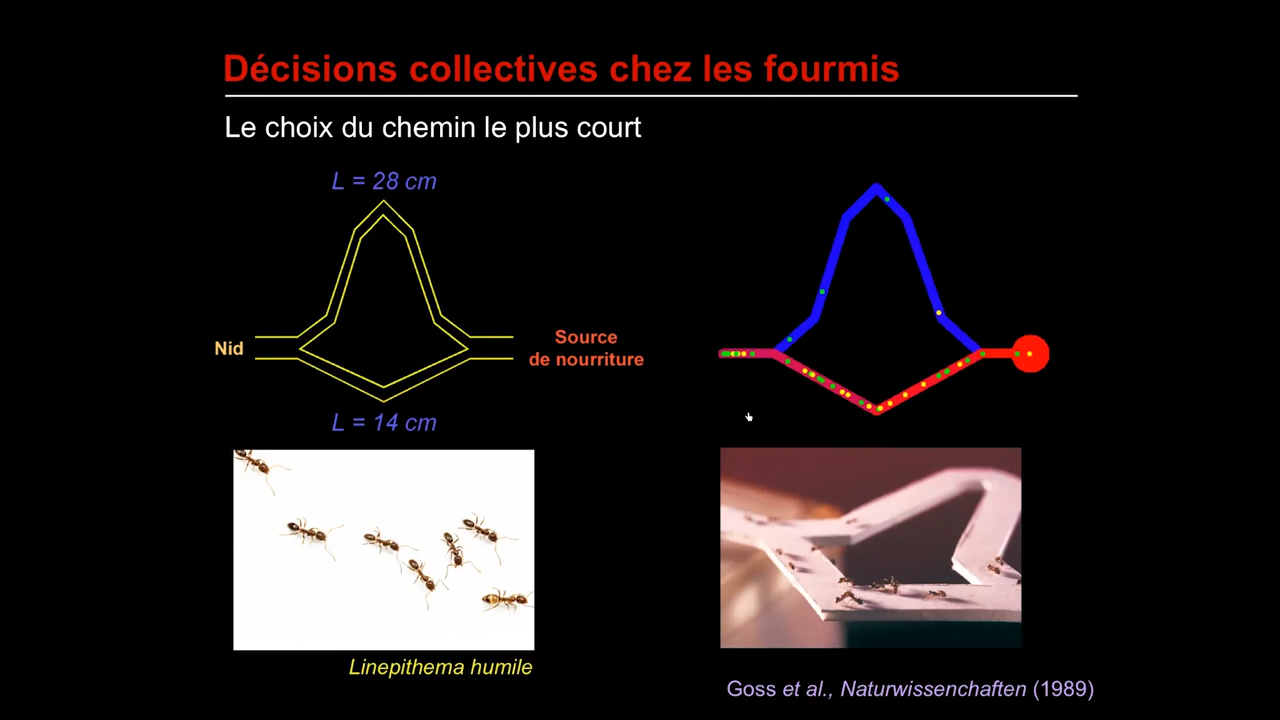 Décisions collectives chez les fourmis
Le choix du chemin le plus court
L = 28 cm
Nid
Source
de nourriture
L = 14 cm
Linepithema humile
Goss et al., Naturwissenchaften (1989)